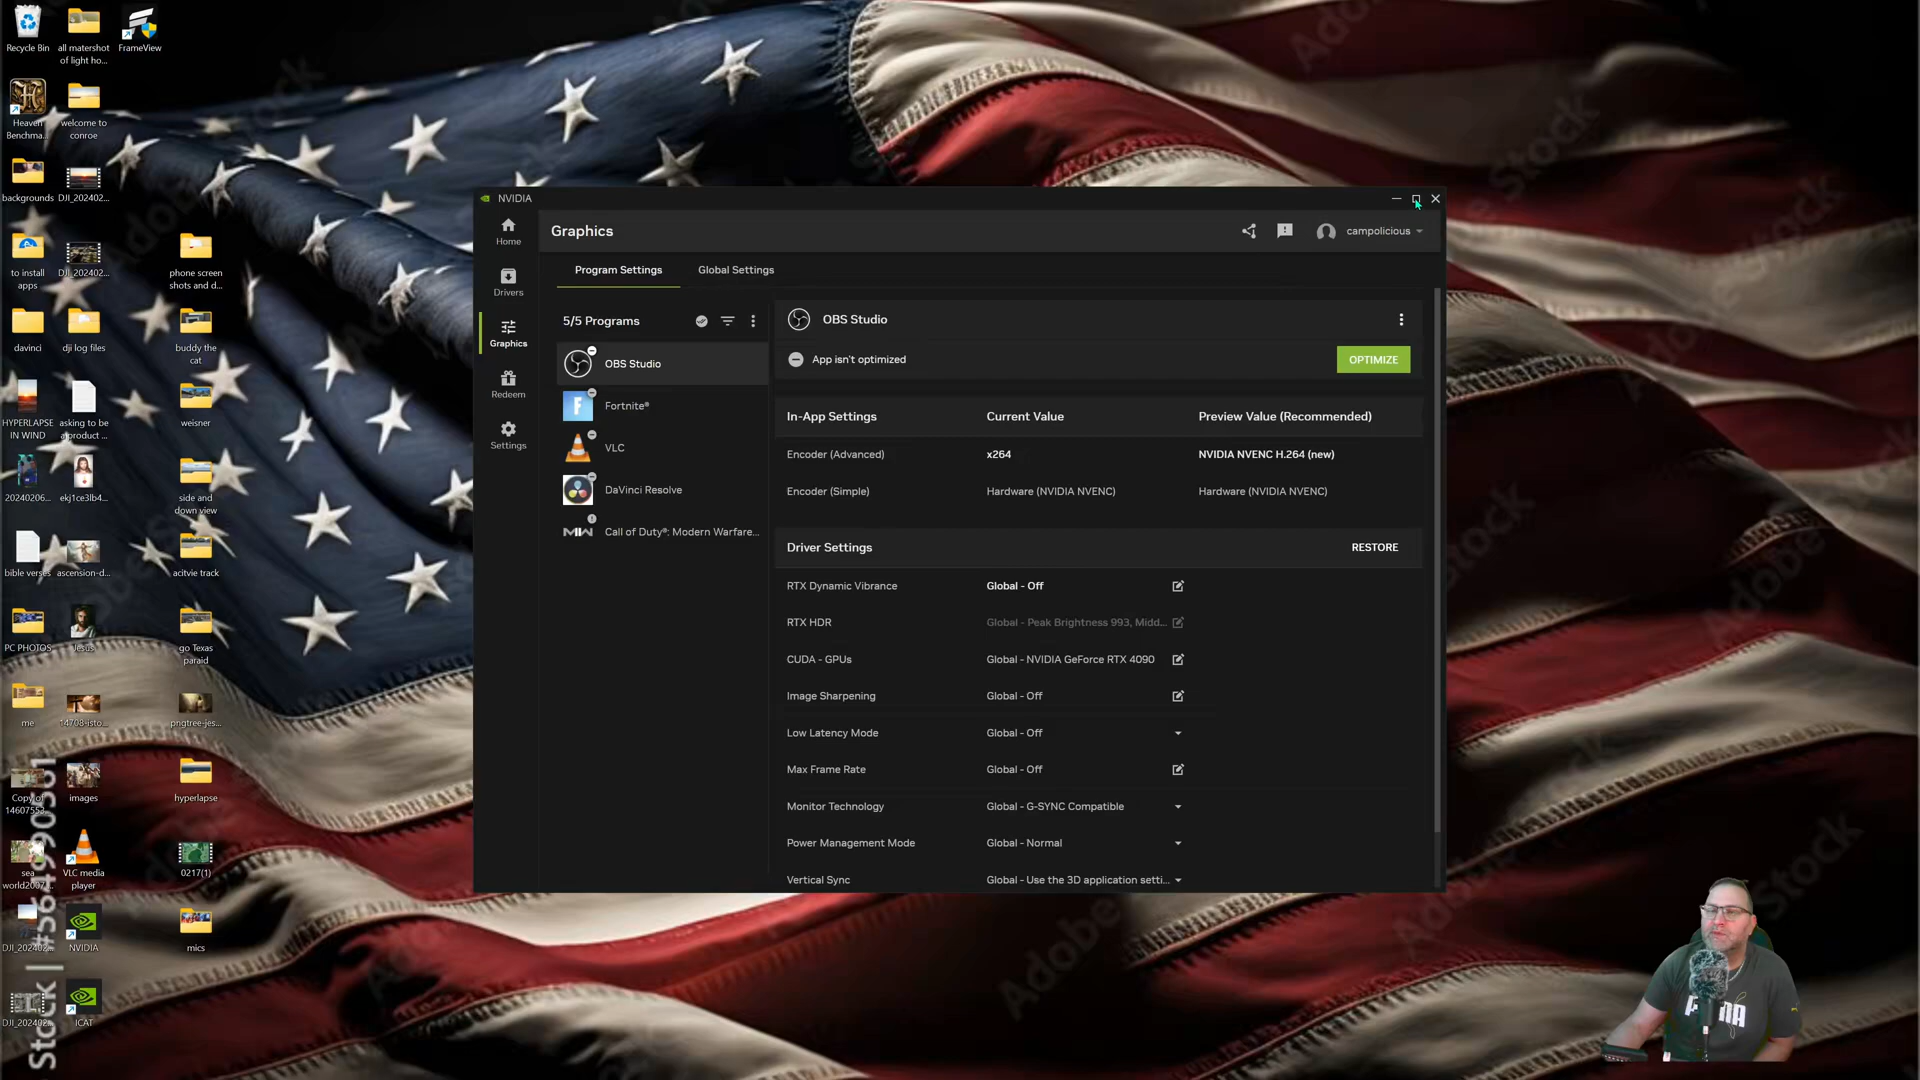 Recycle Bin
all matershot
of light ho...
FrameView
Heaven
Benchma...
welcome to
conroe
backgrounds
DJI_202402...
to install
apps
DJI_202402...
phone screen
shots and d...
davinci
dji log files
buddy the
cat
HYPERLAPSE
IN WIND
asking to be
a product ...
weisner
20240206...
ekj1ce3lb4...
side and
down view
bible verses
ascension-d...
acitvie track
PC PHOTOS
Jesus
go Texas
paraid
me
14708-isto...
pngtree-jes...
Copy of
14607553...
images
hyperlapse
sea
world2007...
VLC media
player
0217(1)
DJI_202402...
NVIDIA
mics
DJI_202402...
ICAT
NVIDIA
Home
Drivers
Graphics
Redeem
Settings
Graphics
campolicious
Program Settings
Global Settings
5/5 Programs
OBS Studio
Fortnite®
VLC
DaVinci Resolve
Call of Duty®: Modern Warfare...
OBS Studio
App isn't optimized
OPTIMIZE
In-App Settings
Current Value
Preview Value (Recommended)
Encoder (Advanced)
x264
NVIDIA NVENC H.264 (new)
Encoder (Simple)
Hardware (NVIDIA NVENC)
Hardware (NVIDIA NVENC)
Driver Settings
RESTORE
RTX Dynamic Vibrance
Global - Off
RTX HDR
Global - Peak Brightness 993, Midd...
CUDA - GPUs
Global - NVIDIA GeForce RTX 4090
Image Sharpening
Global - Off
Low Latency Mode
Global - Off
Max Frame Rate
Global - Off
Monitor Technology
Global - G-SYNC Compatible
Power Management Mode
Global - Normal
Vertical Sync
Global - Use the 3D application setti...
Adobe Stock